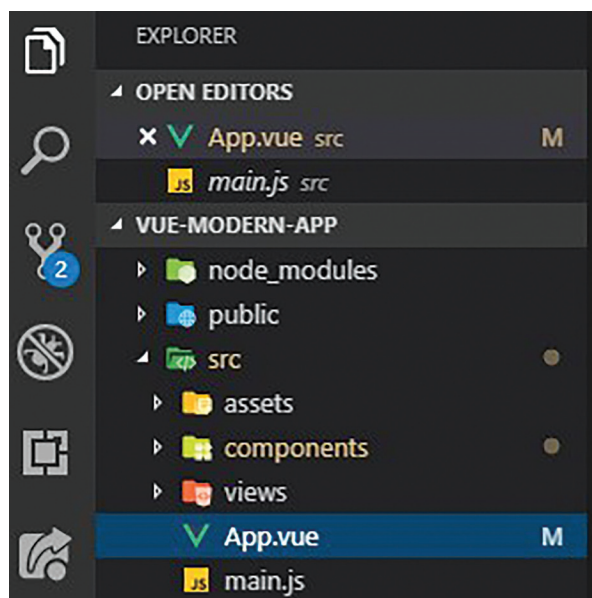 EXPLORER
OPEN EDITORS
App.vue src M
JS main.js src
VUE-MODERN-APP
node_modules
public
2
src
assets
components
views
App.vue M
JS main.js